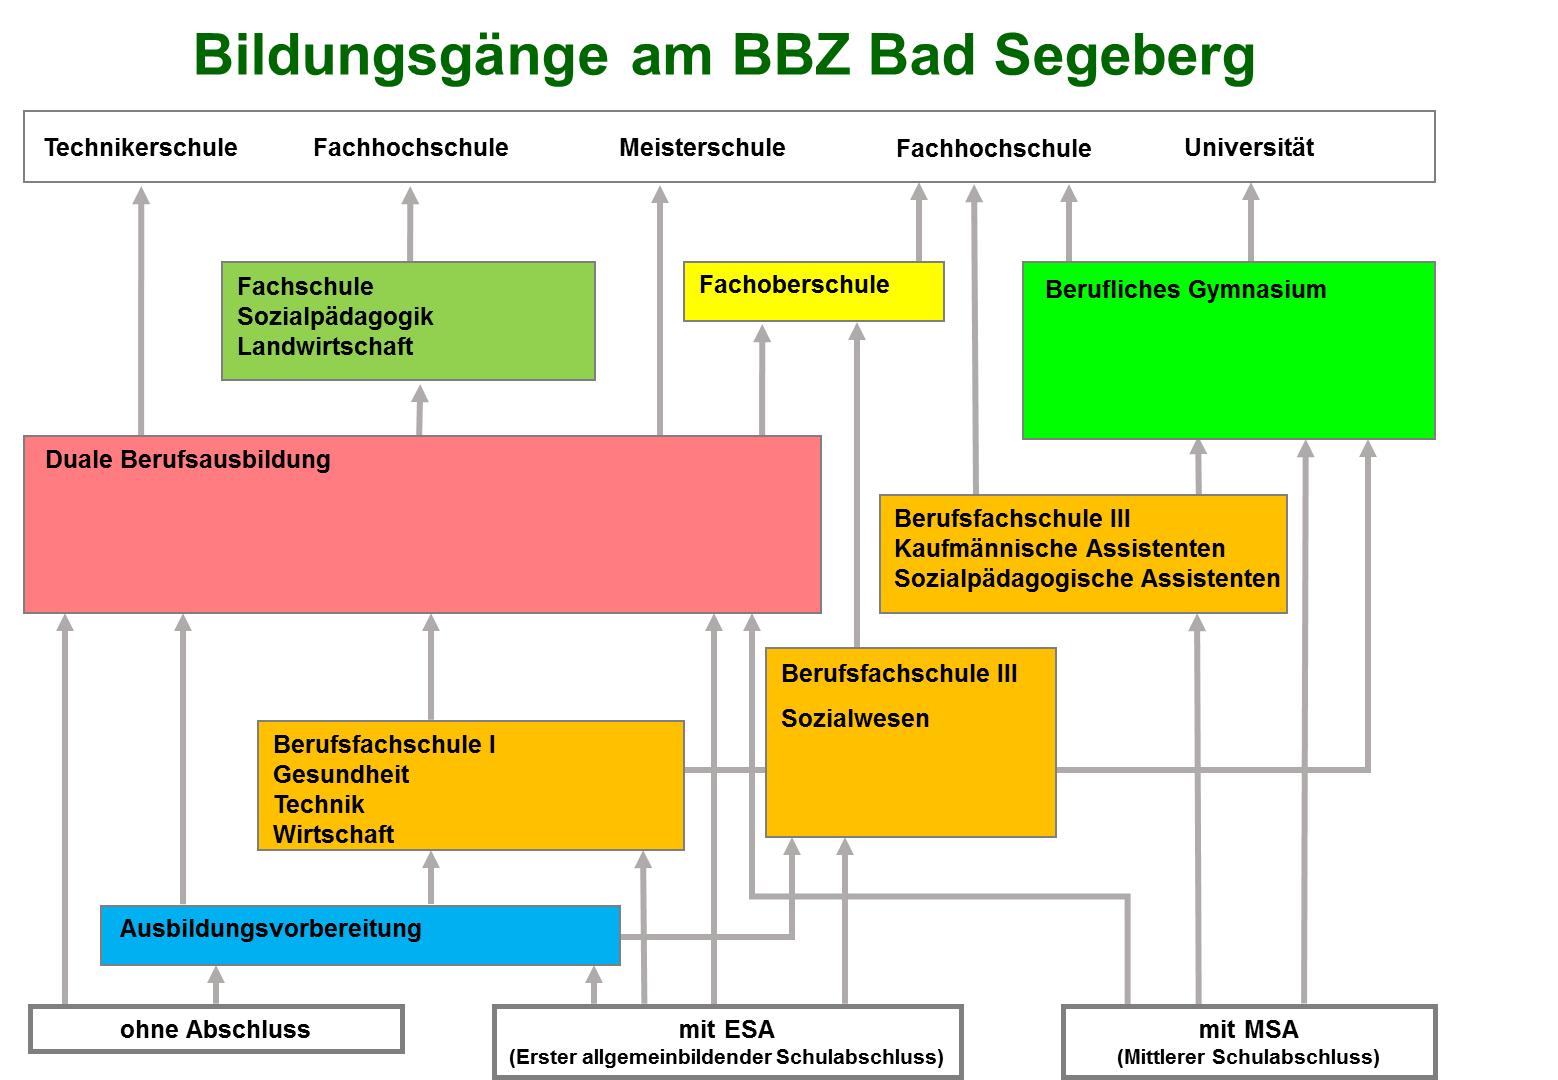 Bildungsgänge am BBZ Bad Segeberg
Technikerschule
Fachhochschule
Meisterschule
Fachhochschule
Universität
Fachschule
Sozialpädagogik
Landwirtschaft
Fachoberschule
Berufliches Gymnasium
Duale Berufsausbildung
Berufsfachschule III
Kaufmännische Assistenten
Sozialpädagogische Assistenten
Berufsfachschule III
Sozialwesen
Berufsfachschule I
Gesundheit
Technik
Wirtschaft
Ausbildungsvorbereitung
ohne Abschluss
mit ESA
(Erster allgemeinbildender Schulabschluss)
mit MSA
(Mittlerer Schulabschluss)